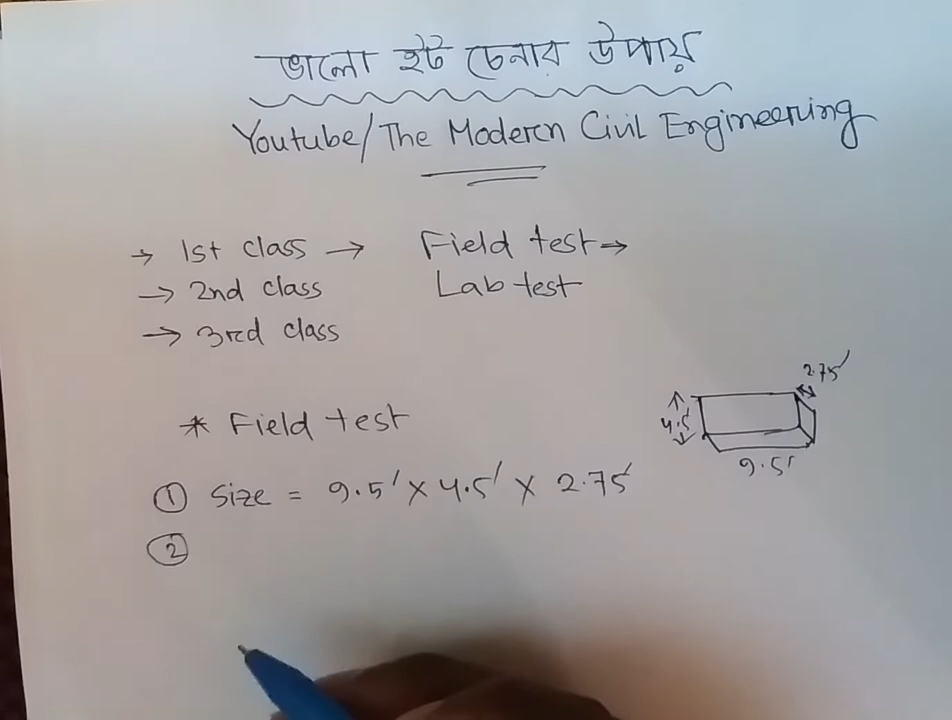 ভালো ইট চেনার উপায়
Youtube/The Modern Civil Engineering
→ 1st class → Field test →
→ 2nd class Lab test
→ 3rd class
2.75'
4.5'
9.5'
* Field test
① Size = 9.5' × 4.5' × 2.75'
②